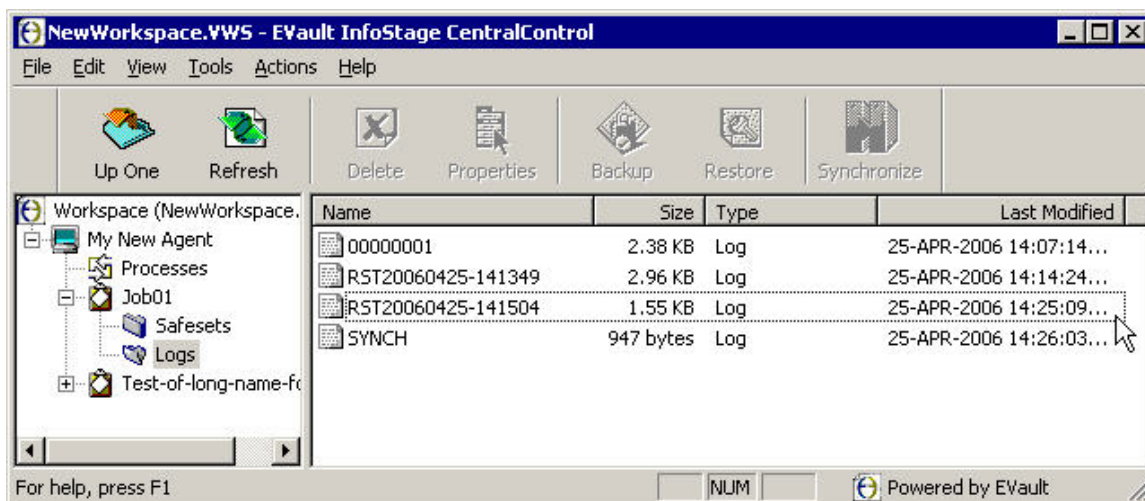 NewWorkspace.VWS - EVault InfoStage CentralControl
File Edit View Tools Actions Help
Up One Refresh Delete Properties Backup Restore Synchronize
Workspace (NewWorkspace.
My New Agent
Processes
Job01
Safesets
Logs
Test-of-long-name-fo
Name Size Type Last Modified
00000001 2.38 KB Log 25-APR-2006 14:07:14...
RST20060425-141349 2.96 KB Log 25-APR-2006 14:14:24...
RST20060425-141504 1.55 KB Log 25-APR-2006 14:25:09...
SYNCH 947 bytes Log 25-APR-2006 14:26:03...
For help, press F1 NUM Powered by EVault